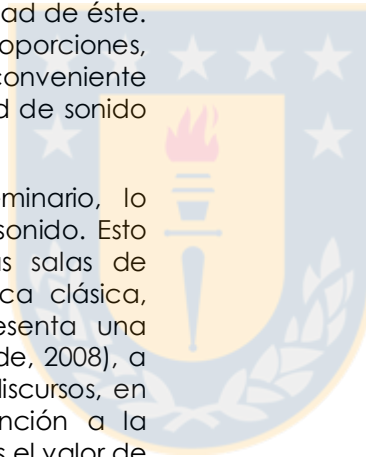 ad de éste.
oporciones,
conveniente
d de sonido
minario, lo
sonido. Esto
s salas de
ca clásica,
esenta una
de, 2008), a
discursos, en
nción a la
s el valor de